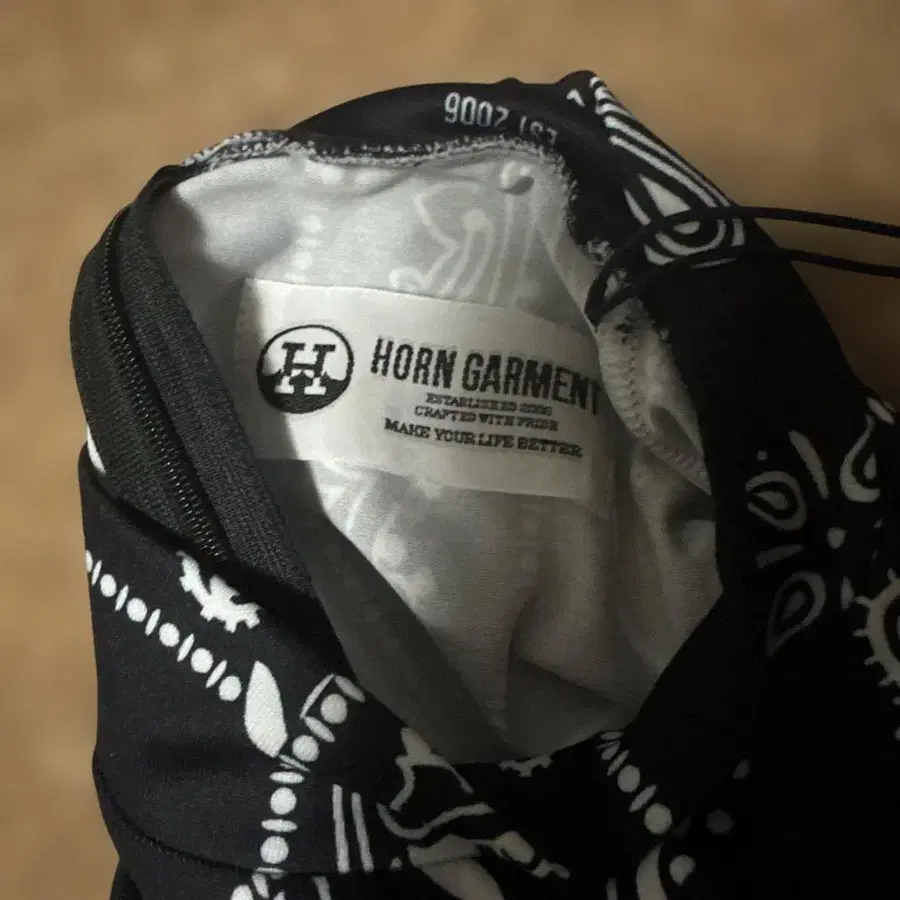 EST 2006
H
HORN GARMENT
ESTABLISHED 2006
CRAFTED WITH PRIDE
MAKE YOUR LIFE BETTER